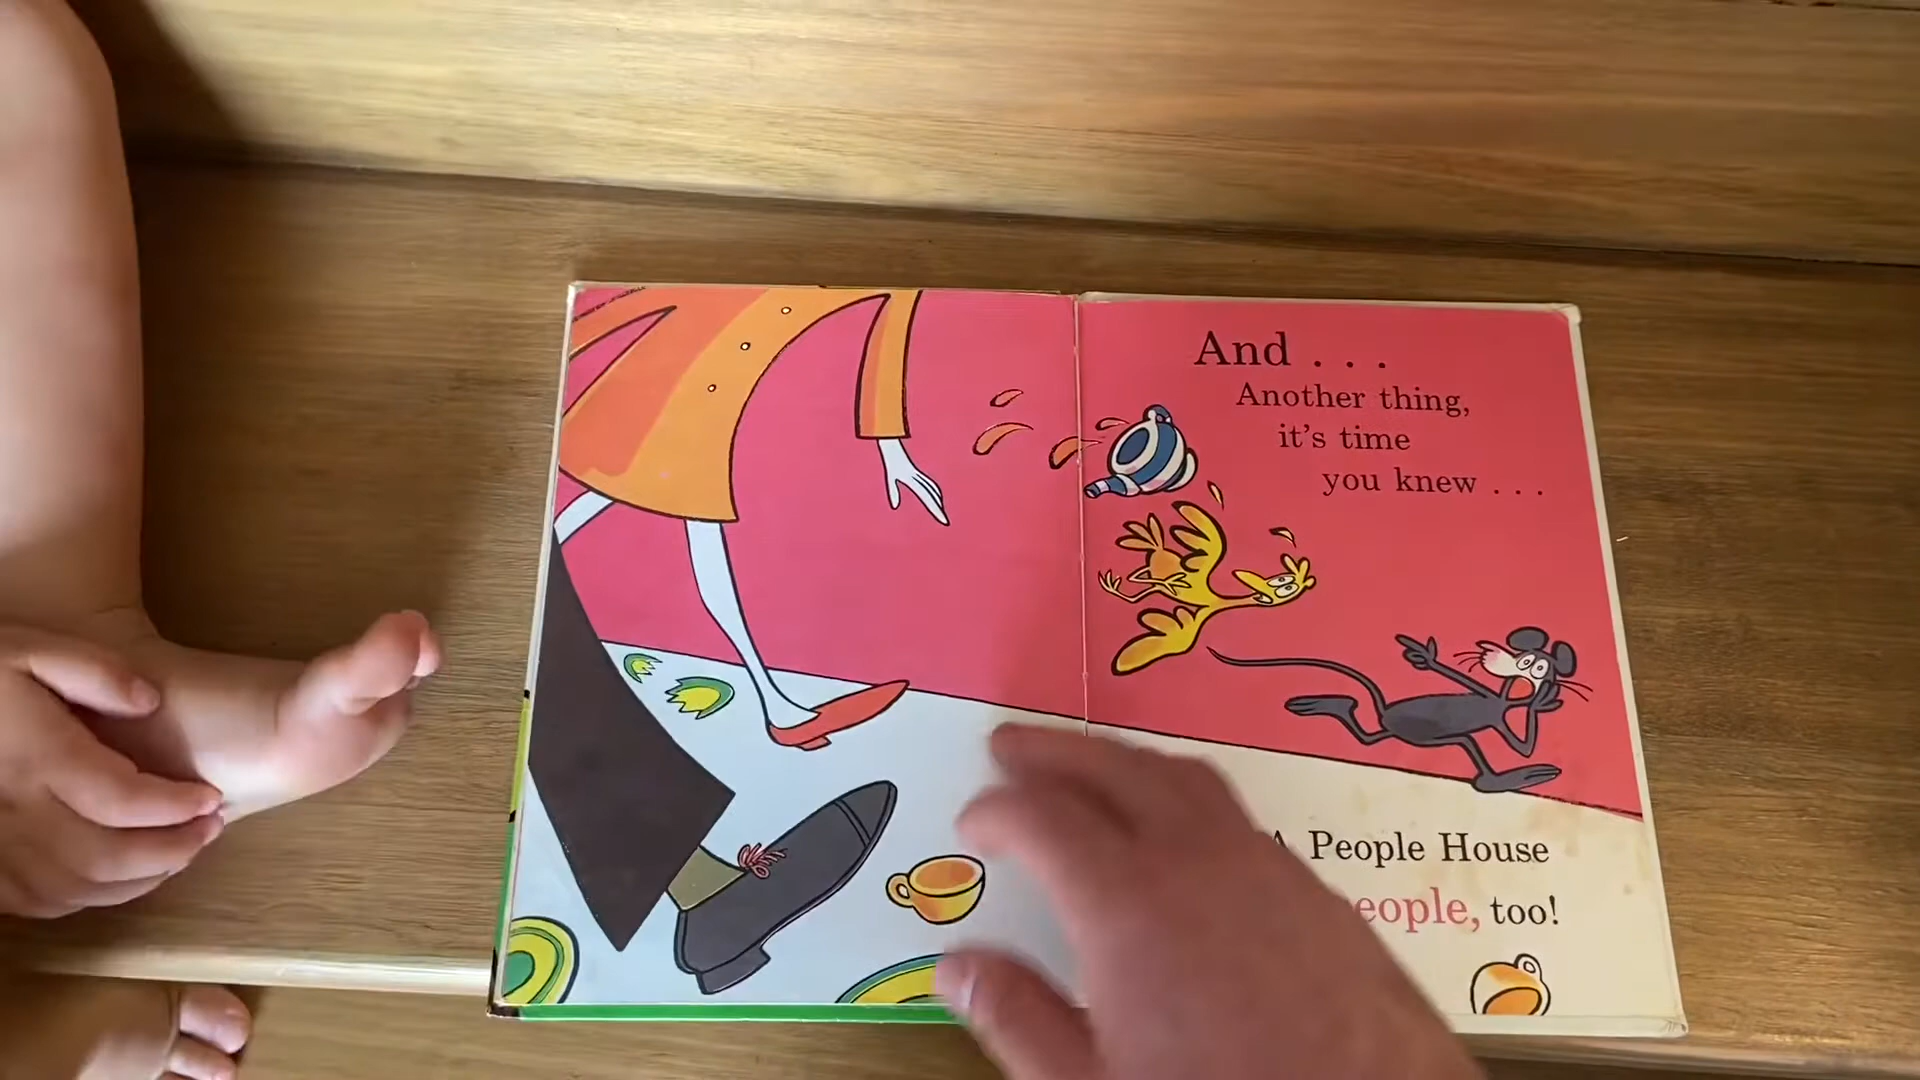 And . . .
Another thing,
it's time
you knew . . .
A People House
eople, too!